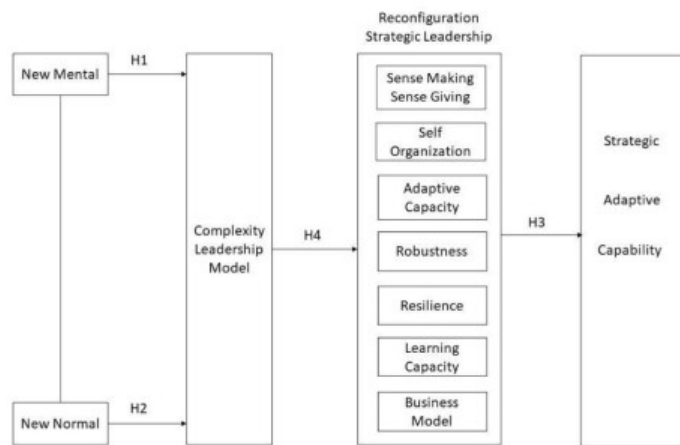 Reconfiguration
Strategic Leadership
New Mental
H1
Sense Making
Sense Giving
Self
Organization
Adaptive
Capacity
Complexity
Leadership
Model
H4
Robustness
Resilience
Learning
Capacity
Business
Model
H3
Strategic
Adaptive
Capability
New Normal
H2